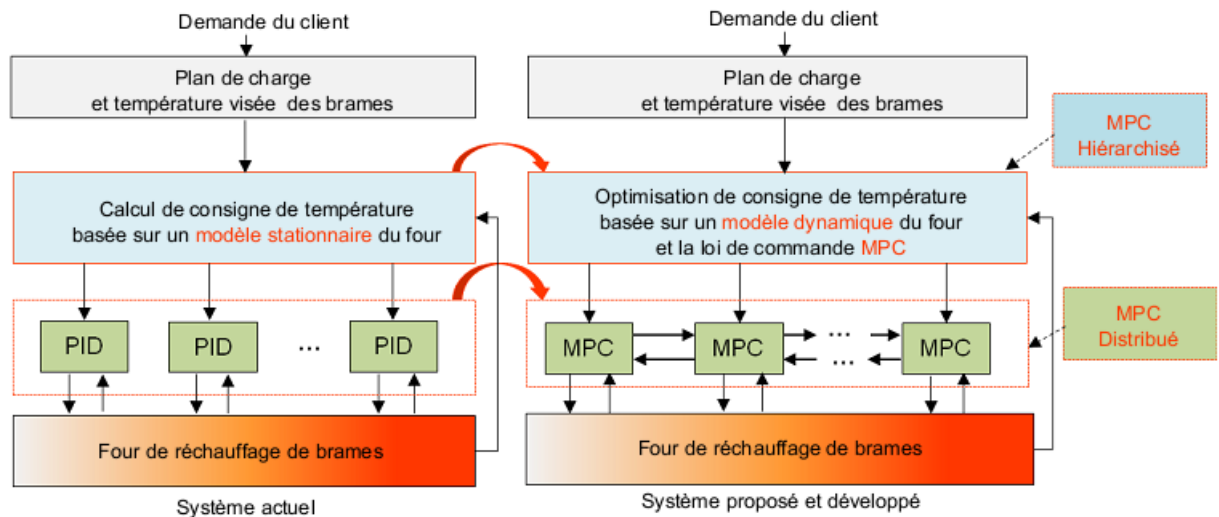 Demande du client
Plan de charge
et température visée des brames
Calcul de consigne de température
basée sur un modèle stationnaire du four
PID
PID
...
PID
Four de réchauffage de brames
Système actuel
Demande du client
Plan de charge
et température visée des brames
Optimisation de consigne de température
basée sur un modèle dynamique du four
et la loi de commande MPC
MPC
MPC
...
...
MPC
Four de réchauffage de brames
Système proposé et développé
MPC
Hiérarchisé
MPC
Distribué